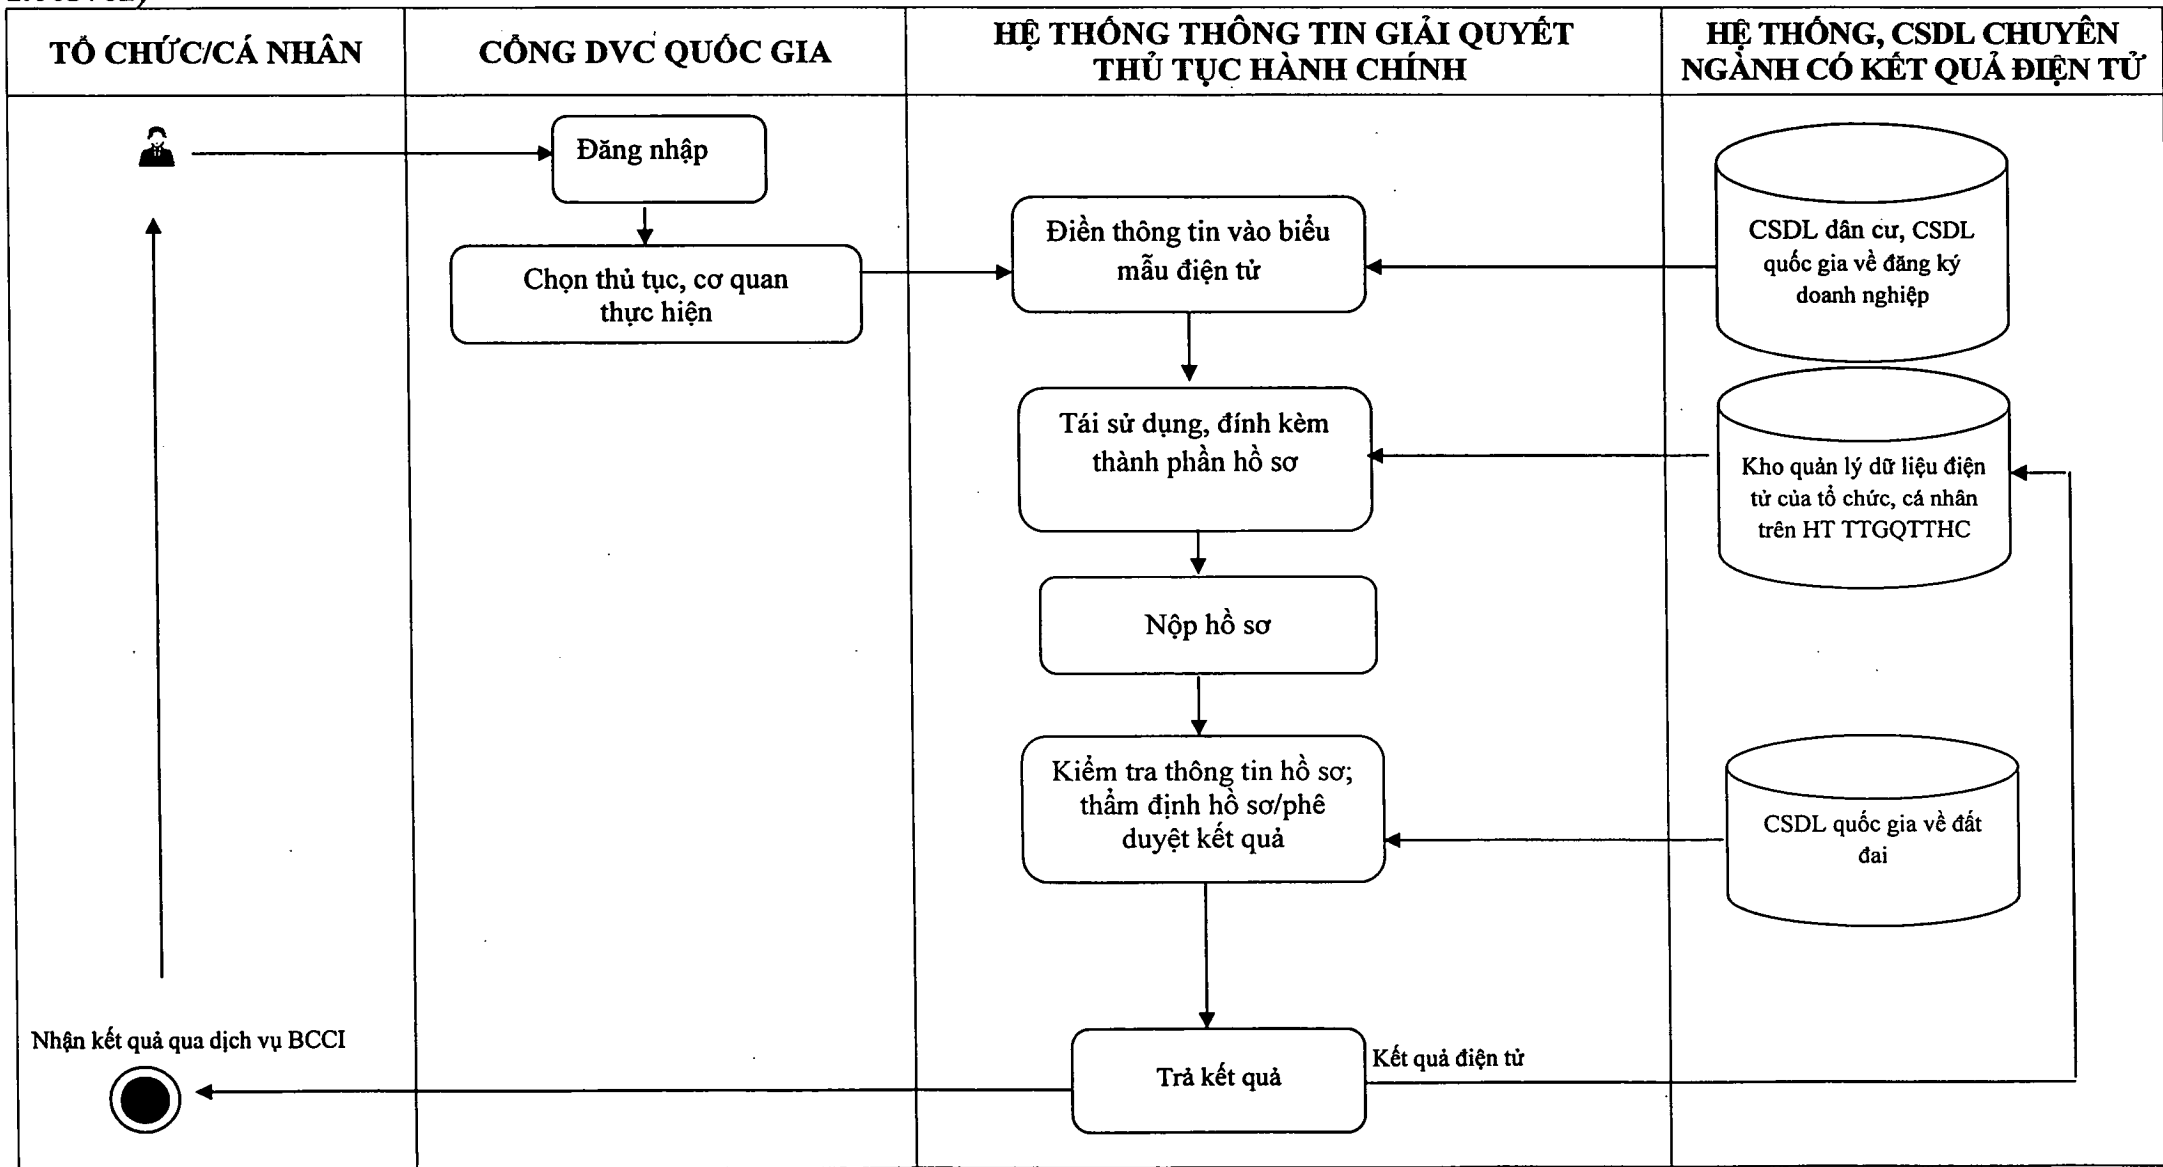 TỔ CHỨC/CÁ NHÂN
CỔNG DVC QUỐC GIA
HỆ THỐNG THÔNG TIN GIẢI QUYẾT
THỦ TỤC HÀNH CHÍNH
HỆ THỐNG, CSDL CHUYÊN
NGÀNH CÓ KẾT QUẢ ĐIỆN TỬ
Đăng nhập
Chọn thủ tục, cơ quan
thực hiện
Điền thông tin vào biểu
mẫu điện tử
CSDL dân cư, CSDL
quốc gia về đăng ký
doanh nghiệp
Tái sử dụng, đính kèm
thành phần hồ sơ
Kho quản lý dữ liệu điện
tử của tổ chức, cá nhân
trên HT TTGQTTHC
Nộp hồ sơ
Kiểm tra thông tin hồ sơ;
thẩm định hồ sơ/phê
duyệt kết quả
CSDL quốc gia về đất
đai
Nhận kết quả qua dịch vụ BCCI
Trả kết quả
Kết quả điện tử